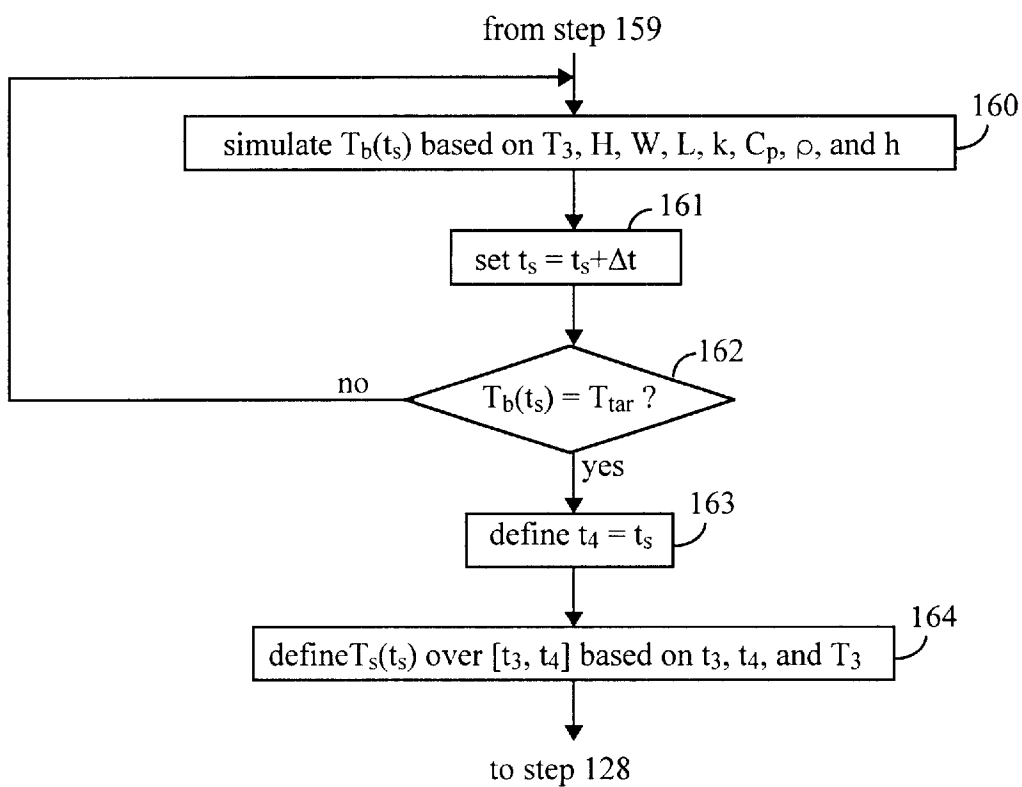 from step 159
160
simulate T_b(t_s) based on T_3, H, W, L, k, C_p, ρ, and h
161
set t_s = t_s+Δt
162
no
T_b(t_s) = T_tar ?
yes
163
define t_4 = t_s
164
defineT_s(t_s) over [t_3, t_4] based on t_3, t_4, and T_3
to step 128